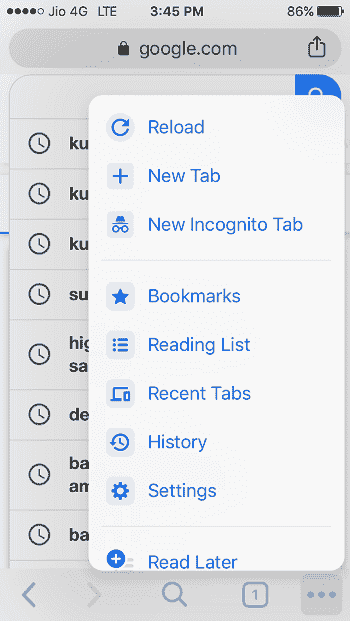 Jio 4G LTE 3:45 PM 86%
google.com
Reload
ku
New Tab
ku
New Incognito Tab
ku
Bookmarks
su
Reading List
hig
sa
Recent Tabs
de
History
ba
am
Settings
ba
Read Later
1